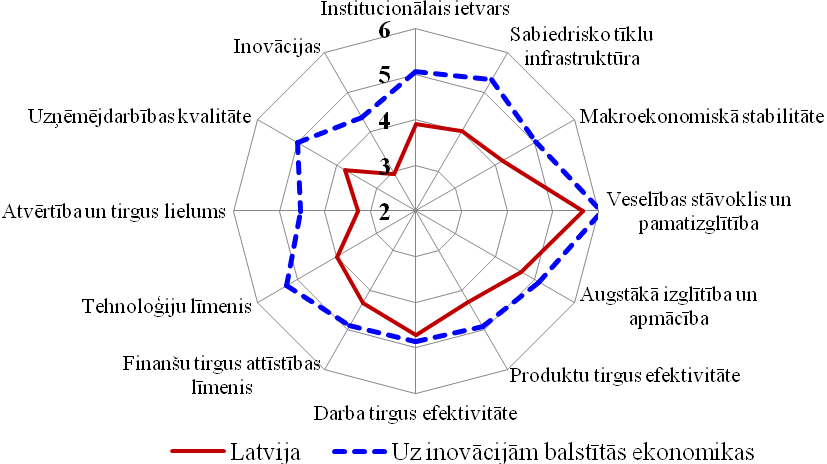 Institucionālais ietvars
Sabiedrisko tīklu
infrastruktūra
Makroekonomiskā stabilitāte
Veselības stāvoklis un
pamatizglītība
Augstākā izglītība un
apmācība
Produktu tirgus efektivitāte
Darba tirgus efektivitāte
Finanšu tirgus attīstības
līmenis
Tehnoloģiju līmenis
Atvērtība un tirgus lielums
Uzņēmējdarbības kvalitāte
Inovācijas
6
5
4
3
2
Latvija
Uz inovācijām balstītās ekonomikas